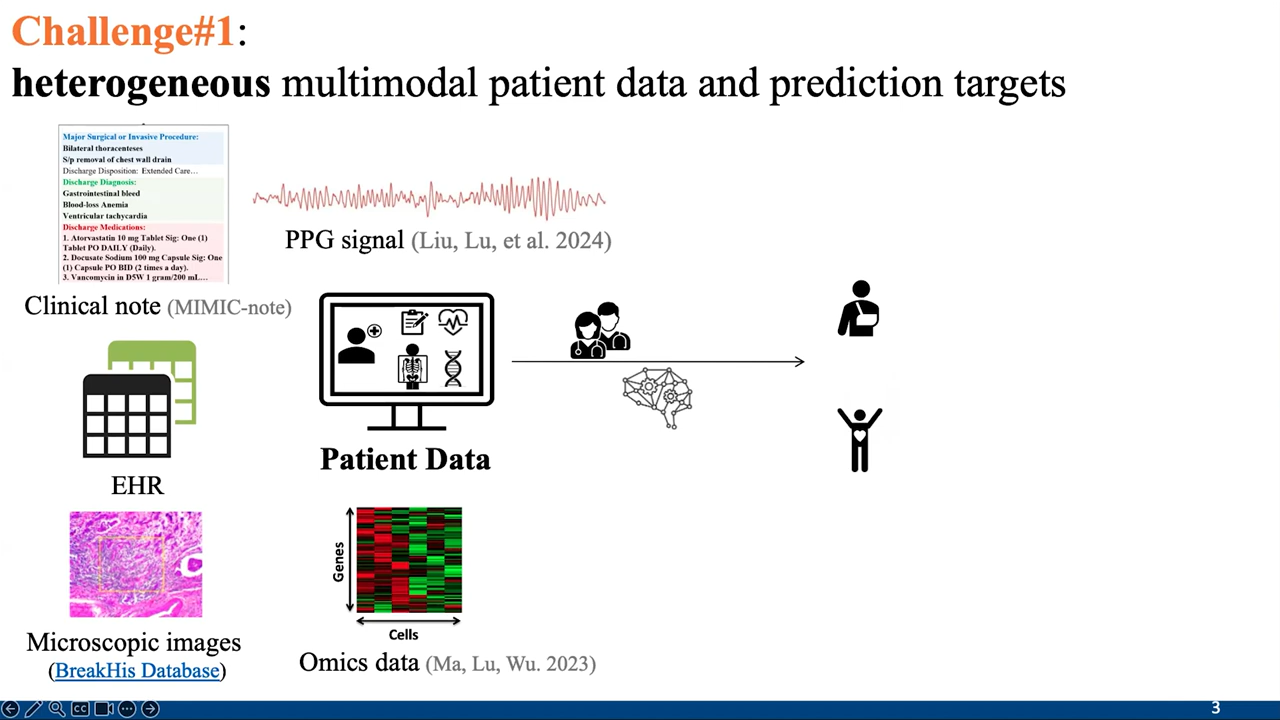 Challenge#1:
heterogeneous multimodal patient data and prediction targets
Major Surgical or Invasive Procedure:
Bilateral thoracenteses
S/p removal of chest wall drain
Discharge Disposition: Extended Care…
Discharge Diagnosis:
Gastrointestinal bleed
Blood-loss Anemia
Ventricular tachycardia
Discharge Medications:
1. Atorvastatin 10 mg Tablet Sig: One (1)
Tablet PO DAILY (Daily).
2. Docusate Sodium 100 mg Capsule Sig: One
(1) Capsule PO BID (2 times a day).
3. Vancomycin in D5W 1 gram/200 mL…
Clinical note (MIMIC-note)
PPG signal (Liu, Lu, et al. 2024)
EHR
Patient Data
Microscopic images
(BreakHis Database)
Genes
Cells
Omics data (Ma, Lu, Wu. 2023)
CC
3